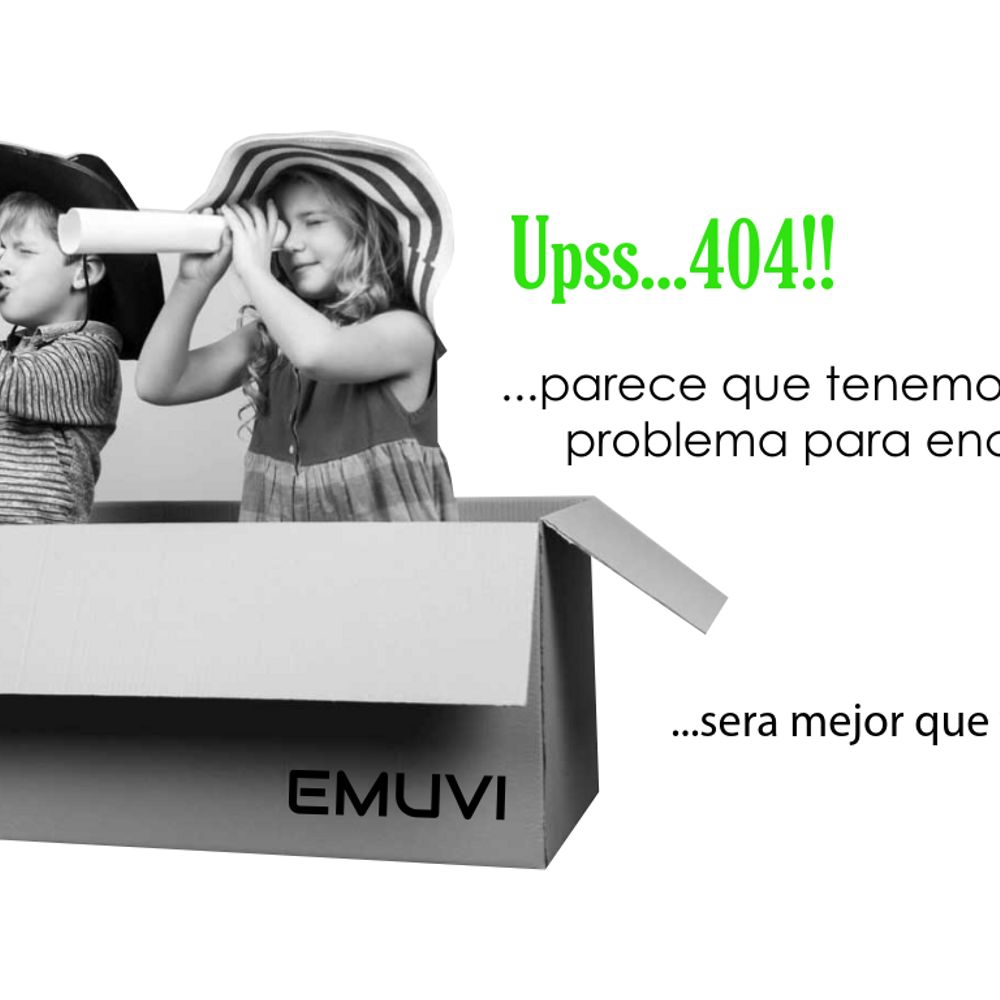 Upss...404!!
...parece que tenemo
problema para enc
...sera mejor que
EMUVI